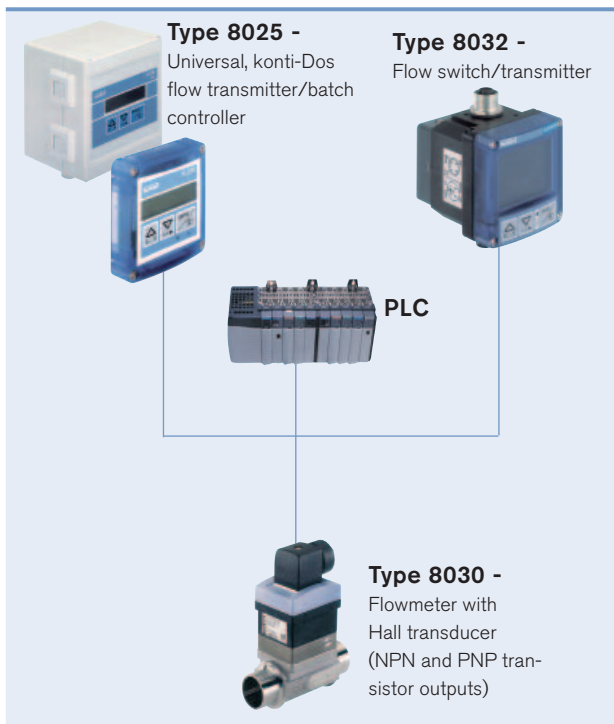 Type 8025 -
Universal, konti-Dos
flow transmitter/batch
controller
Type 8032 -
Flow switch/transmitter
PLC
Type 8030 -
Flowmeter with
Hall transducer
(NPN and PNP tran-
sistor outputs)